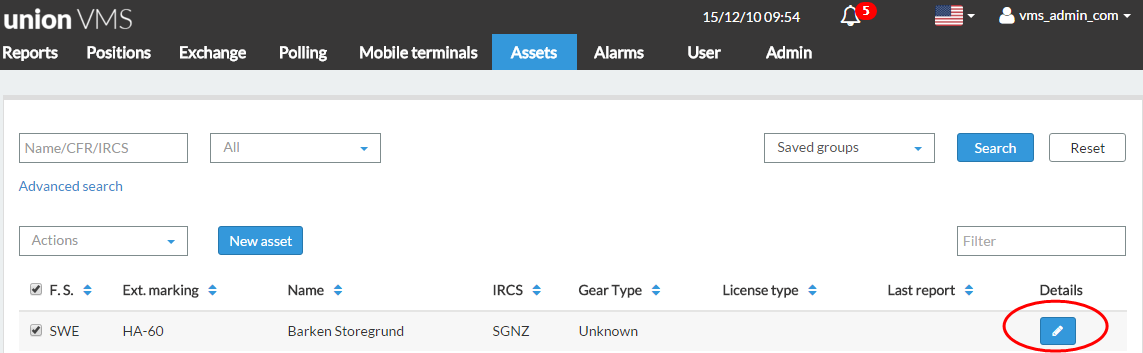 union VMS
15/12/10 09:54
5
vms_admin_com
Reports Positions Exchange Polling Mobile terminals Assets Alarms User Admin
Name/CFR/IRCS All Saved groups Search Reset
Advanced search
Actions New asset Filter
F. S. Ext. marking Name IRCS Gear Type License type Last report Details
SWE HA-60 Barken Storegrund SGNZ Unknown